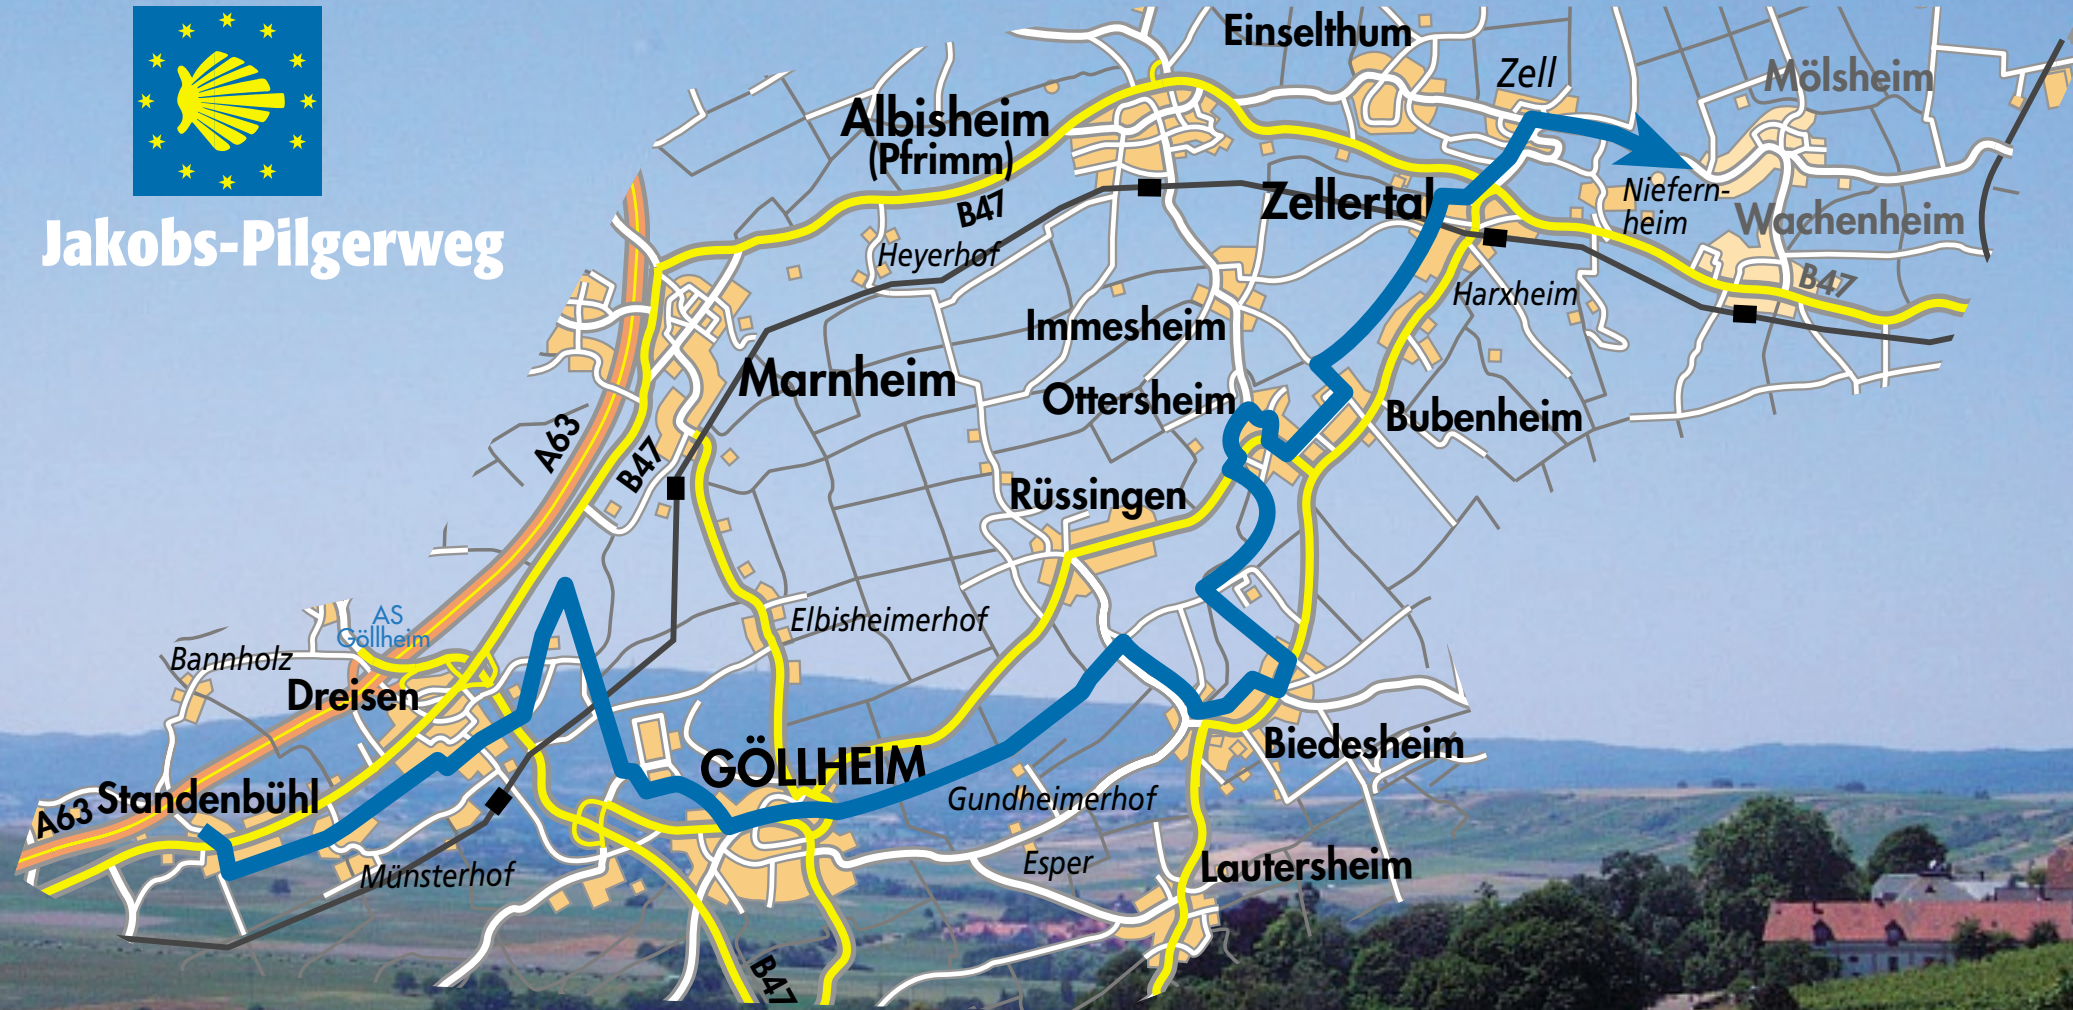 Jakobs-Pilgerweg
Einselthum
Zell
Mölsheim
Albisheim
(Pfrimm)
B47
Zellertal
Niefern-
heim
Wachenheim
Heyerhof
Harxheim
B47
Immesheim
Marnheim
Ottersheim
Bubenheim
A63
B47
Rüssingen
AS
Göllheim
Elbisheimerhof
Bannholz
Dreisen
GÖLLHEIM
Biedesheim
A63
Standenbühl
Gundheimerhof
Münsterhof
Esper
Lautersheim
B47